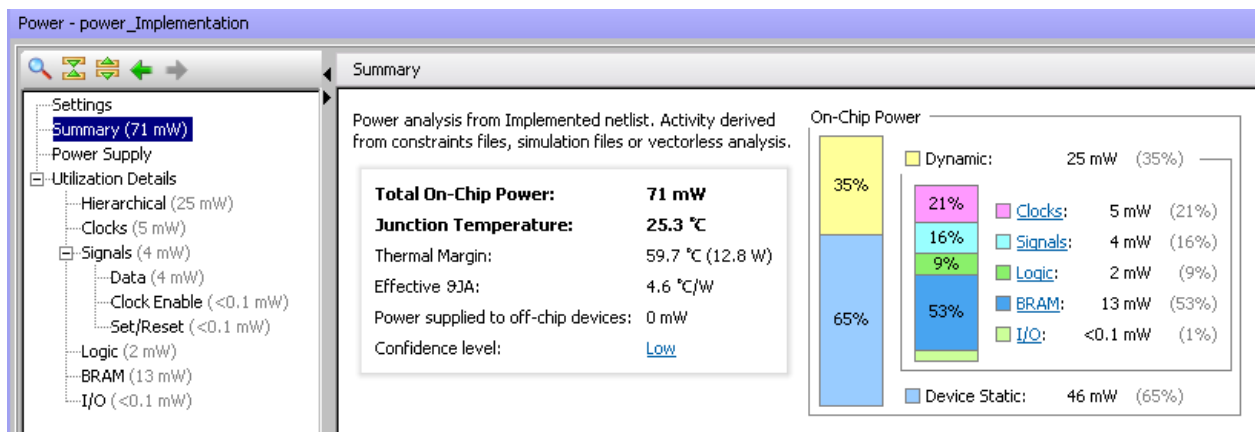 Power - power_Implementation
Settings
Summary (71 mW)
Power Supply
Utilization Details
Hierarchical (25 mW)
Clocks (5 mW)
Signals (4 mW)
Data (4 mW)
Clock Enable (<0.1 mW)
Set/Reset (<0.1 mW)
Logic (2 mW)
BRAM (13 mW)
I/O (<0.1 mW)
Summary
Power analysis from Implemented netlist. Activity derived
from constraints files, simulation files or vectorless analysis.
Total On-Chip Power: 71 mW
Junction Temperature: 25.3 °C
Thermal Margin: 59.7 °C (12.8 W)
Effective ϑJA: 4.6 °C/W
Power supplied to off-chip devices: 0 mW
Confidence level: Low
On-Chip Power
35%
65%
Dynamic: 25 mW (35%)
21%
16%
9%
53%
Clocks: 5 mW (21%)
Signals: 4 mW (16%)
Logic: 2 mW (9%)
BRAM: 13 mW (53%)
I/O: <0.1 mW (1%)
Device Static: 46 mW (65%)